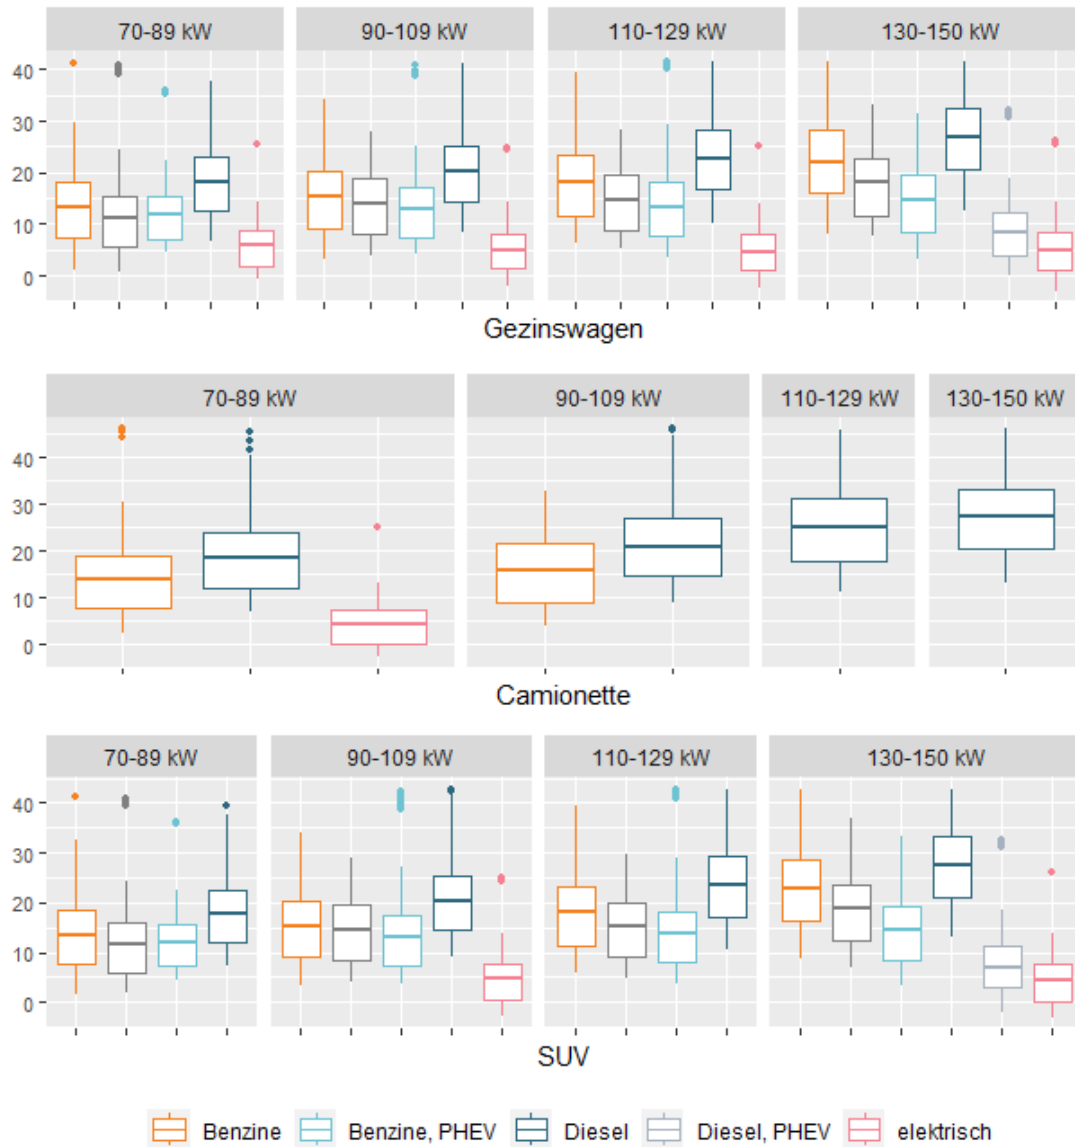 70-89 kW 90-109 kW 110-129 kW 130-150 kW
40
30
20
10
0
Gezinswagen
70-89 kW 90-109 kW 110-129 kW 130-150 kW
40
30
20
10
0
Camionette
70-89 kW 90-109 kW 110-129 kW 130-150 kW
40
30
20
10
0
SUV
Benzine Benzine, PHEV Diesel Diesel, PHEV elektrisch